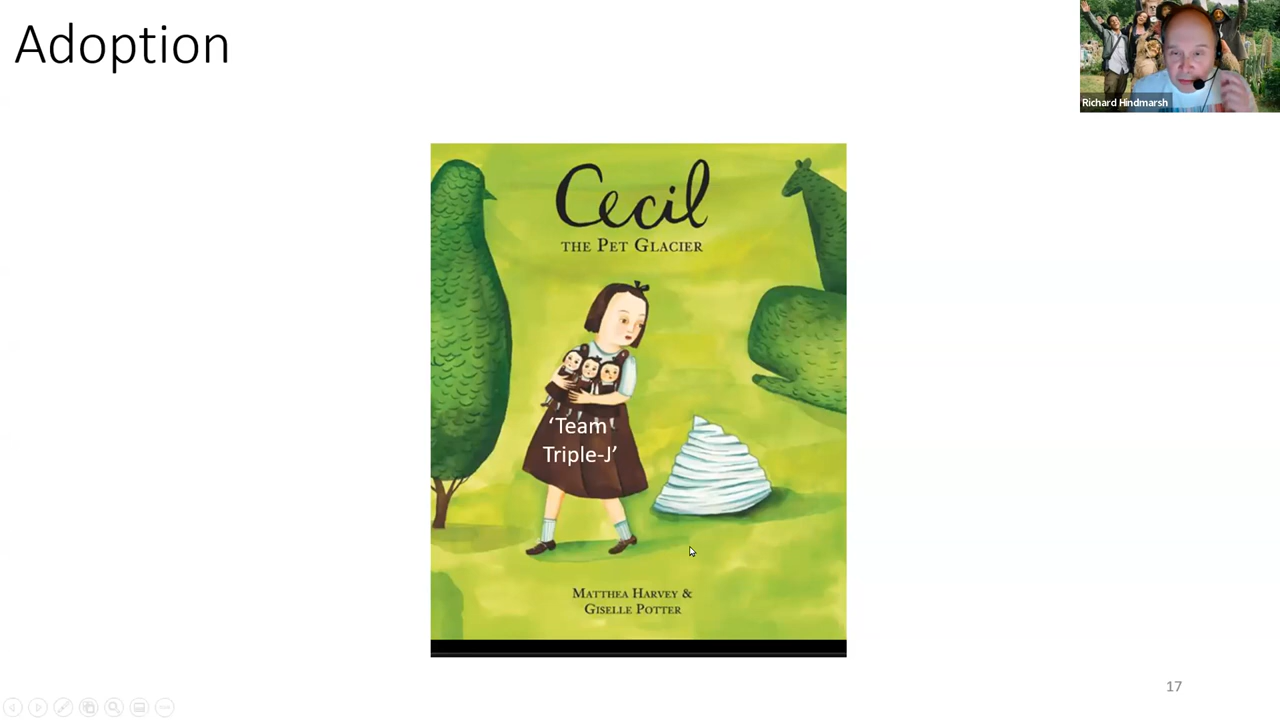 Adoption
Richard Hindmarsh
Cecil
THE PET GLACIER
‘Team
Triple-J’
MATTHEA HARVEY &
GISELLE POTTER
17